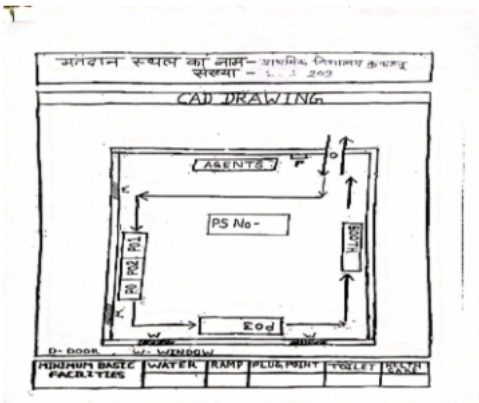 मतदान स्थल का नाम - प्राथमिक विद्यालय
संख्या - 209
CAD DRAWING
D
AGENTS
W
PS No-
PO1
PO2
PO
BOOTH
W
PO3
W
W
D- DOOR , W- WINDOW
MINIMUM BASIC FACILITIES WATER RAMP PLUG POINT TOILET